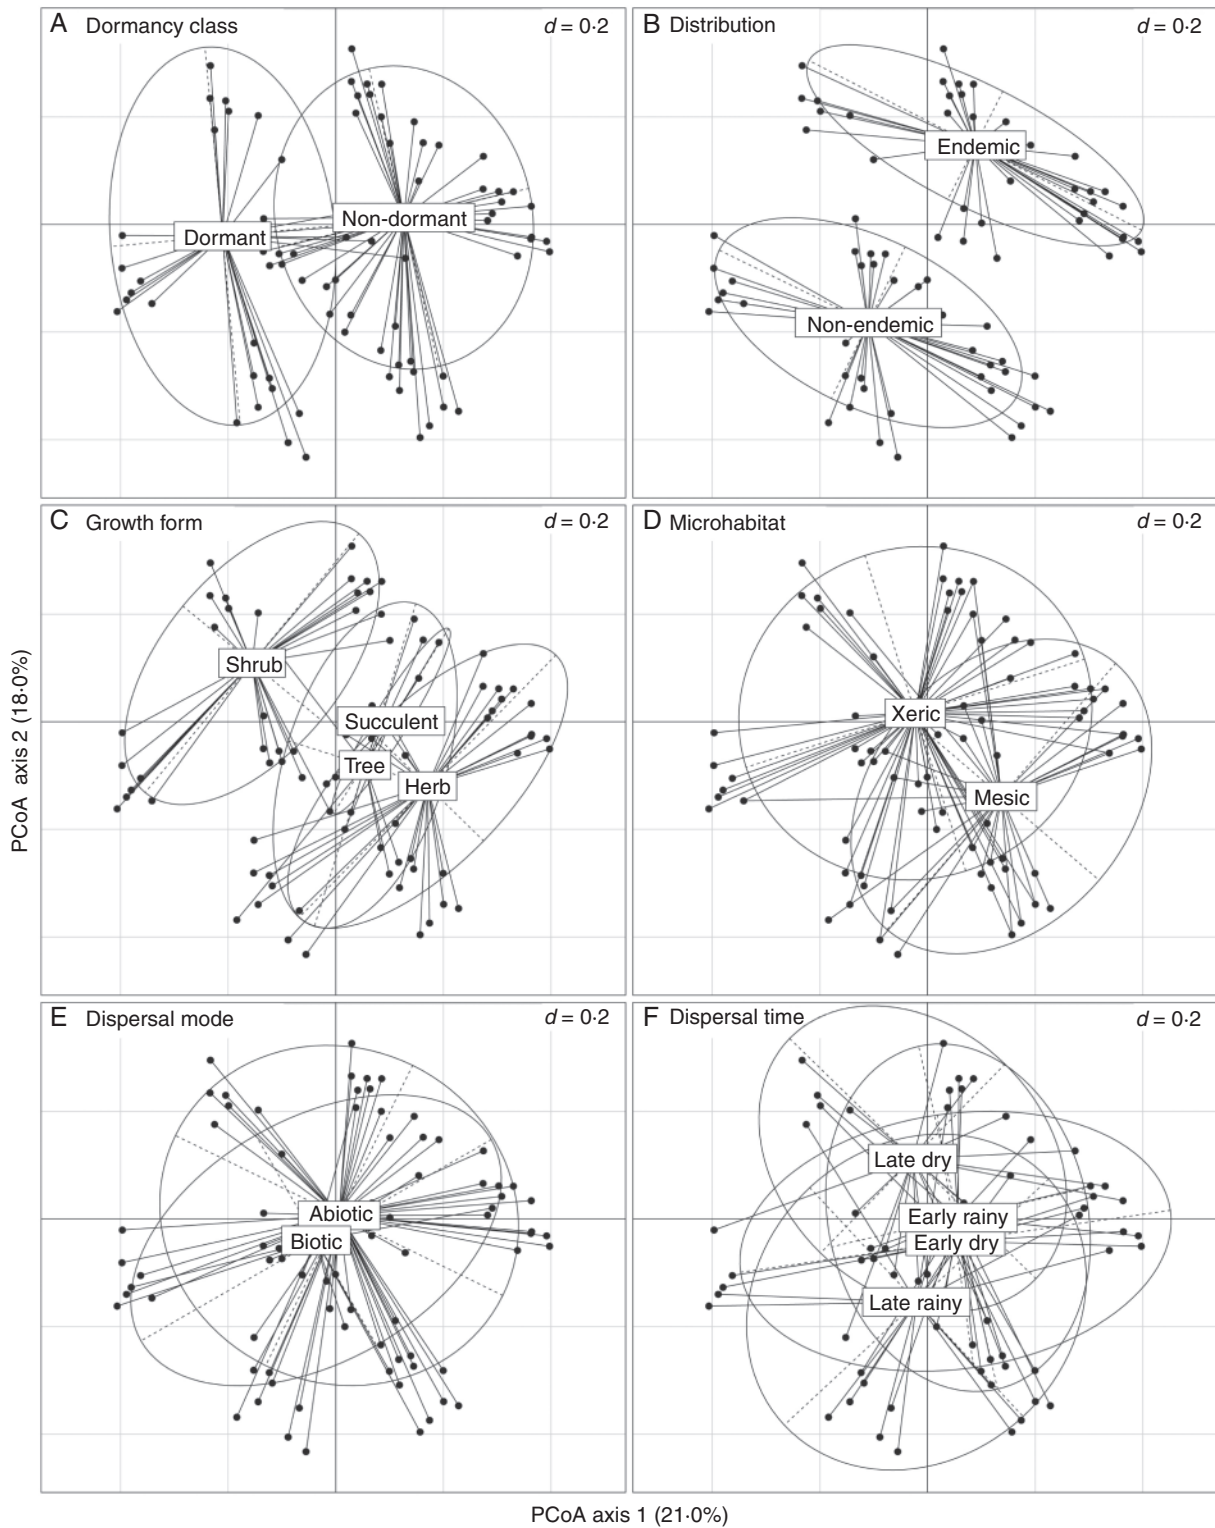 A Dormancy class
d = 0·2
Dormant
Non-dormant
B Distribution
d = 0·2
Endemic
Non-endemic
C Growth form
d = 0·2
Shrub
Succulent
Tree
Herb
D Microhabitat
d = 0·2
Xeric
Mesic
E Dispersal mode
d = 0·2
Abiotic
Biotic
F Dispersal time
d = 0·2
Late dry
Early rainy
Early dry
Late rainy
PCoA axis 2 (18·0%)
PCoA axis 1 (21·0%)